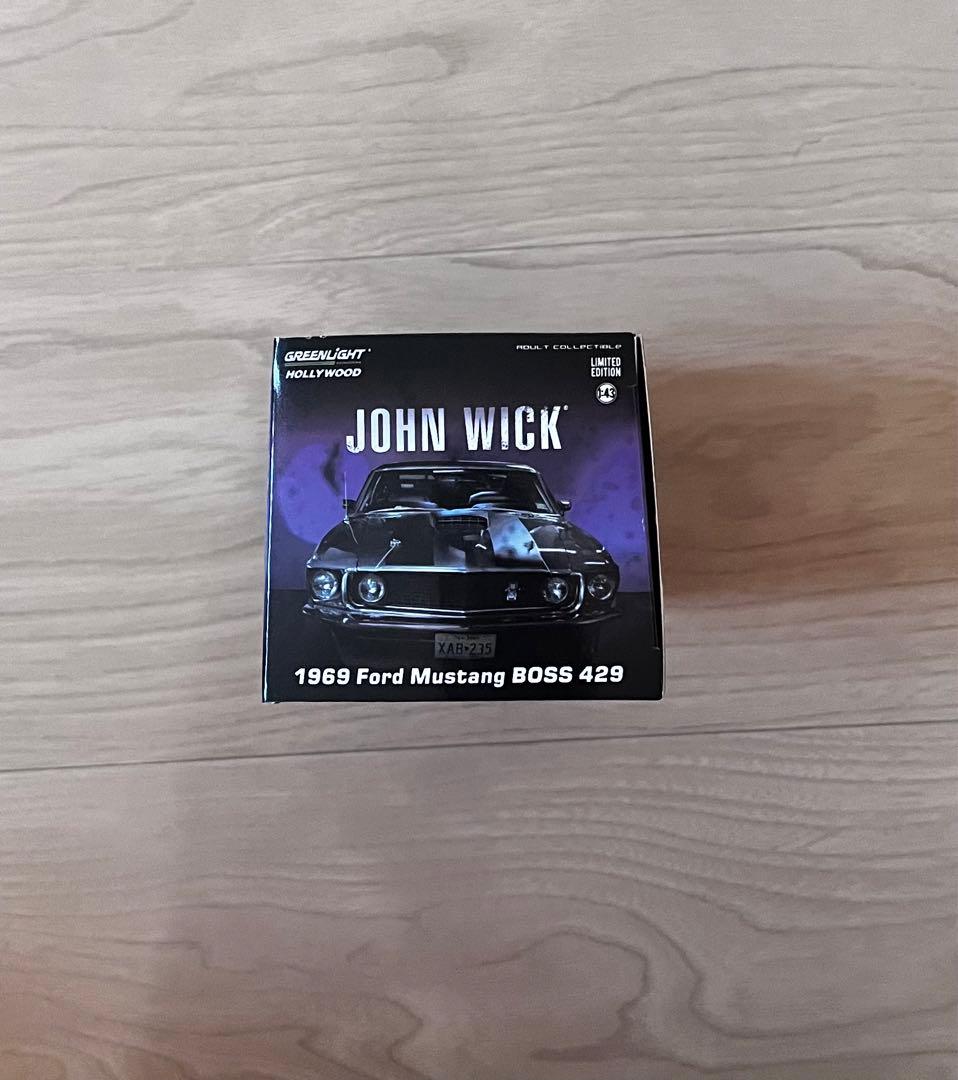 GREENLiGHT
HOLLYWOOD
ADULT COLLECTIBLE
LIMITED
EDITION
1:43
JOHN WICK®
XAB•235
1969 Ford Mustang BOSS 429